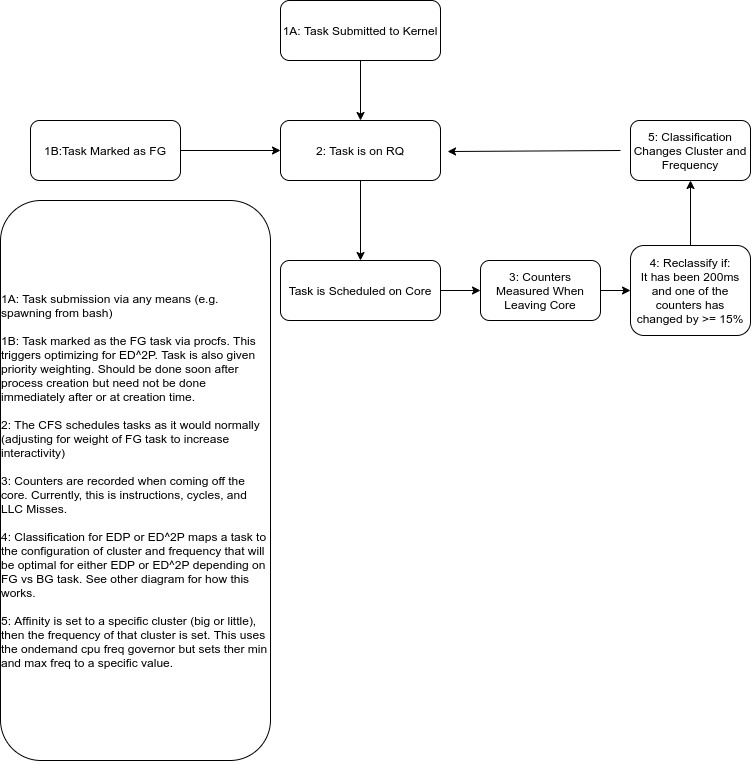 1A: Task Submitted to Kernel
1B:Task Marked as FG
2: Task is on RQ
5: Classification
Changes Cluster and
Frequency
Task is Scheduled on Core
3: Counters
Measured When
Leaving Core
4: Reclassify if:
It has been 200ms
and one of the
counters has
changed by >= 15%
1A: Task submission via any means (e.g.
spawning from bash)
1B: Task marked as the FG task via procfs. This
triggers optimizing for ED^2P. Task is also given
priority weighting. Should be done soon after
process creation but need not be done
immediately after or at creation time.
2: The CFS schedules tasks as it would normally
(adjusting for weight of FG task to increase
interactivity)
3: Counters are recorded when coming off the
core. Currently, this is instructions, cycles, and
LLC Misses.
4: Classification for EDP or ED^2P maps a task to
the configuration of cluster and frequency that will
be optimal for either EDP or ED^2P depending on
FG vs BG task. See other diagram for how this
works.
5: Affinity is set to a specific cluster (big or little),
then the frequency of that cluster is set. This uses
the ondemand cpu freq governor but sets ther min
and max freq to a specific value.